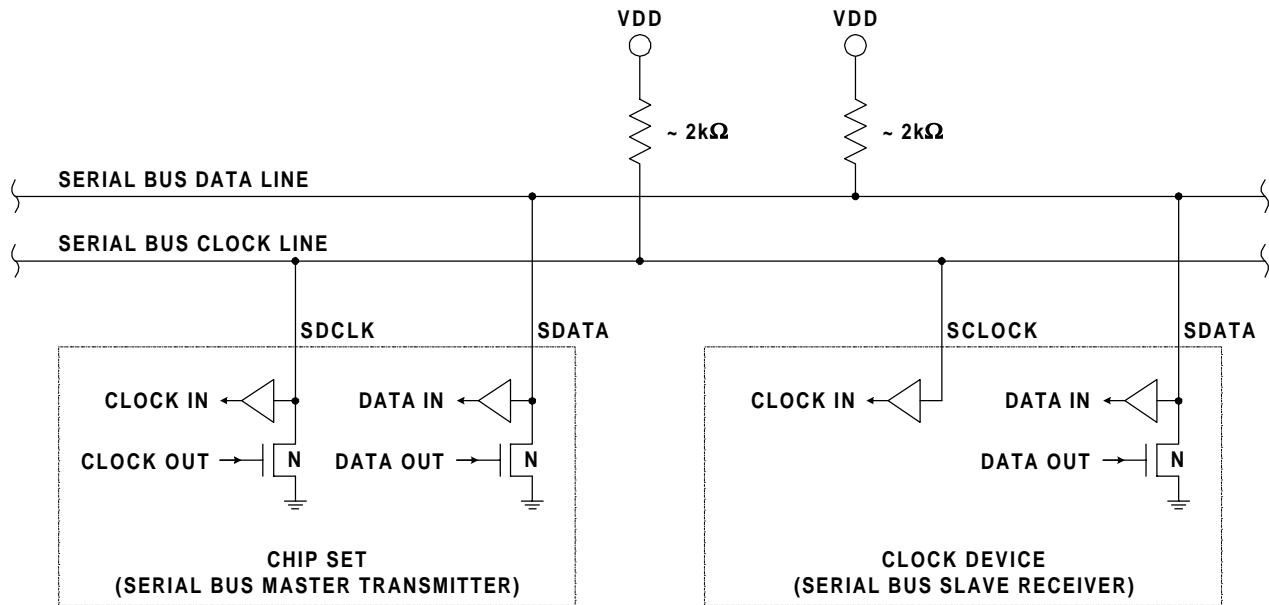 VDD
VDD
~ 2kΩ
~ 2kΩ
SERIAL BUS DATA LINE
SERIAL BUS CLOCK LINE
SDCLK
SDATA
SCLOCK
SDATA
CLOCK IN
DATA IN
CLOCK IN
DATA IN
CLOCK OUT
N
DATA OUT
N
DATA OUT
N
CHIP SET
(SERIAL BUS MASTER TRANSMITTER)
CLOCK DEVICE
(SERIAL BUS SLAVE RECEIVER)